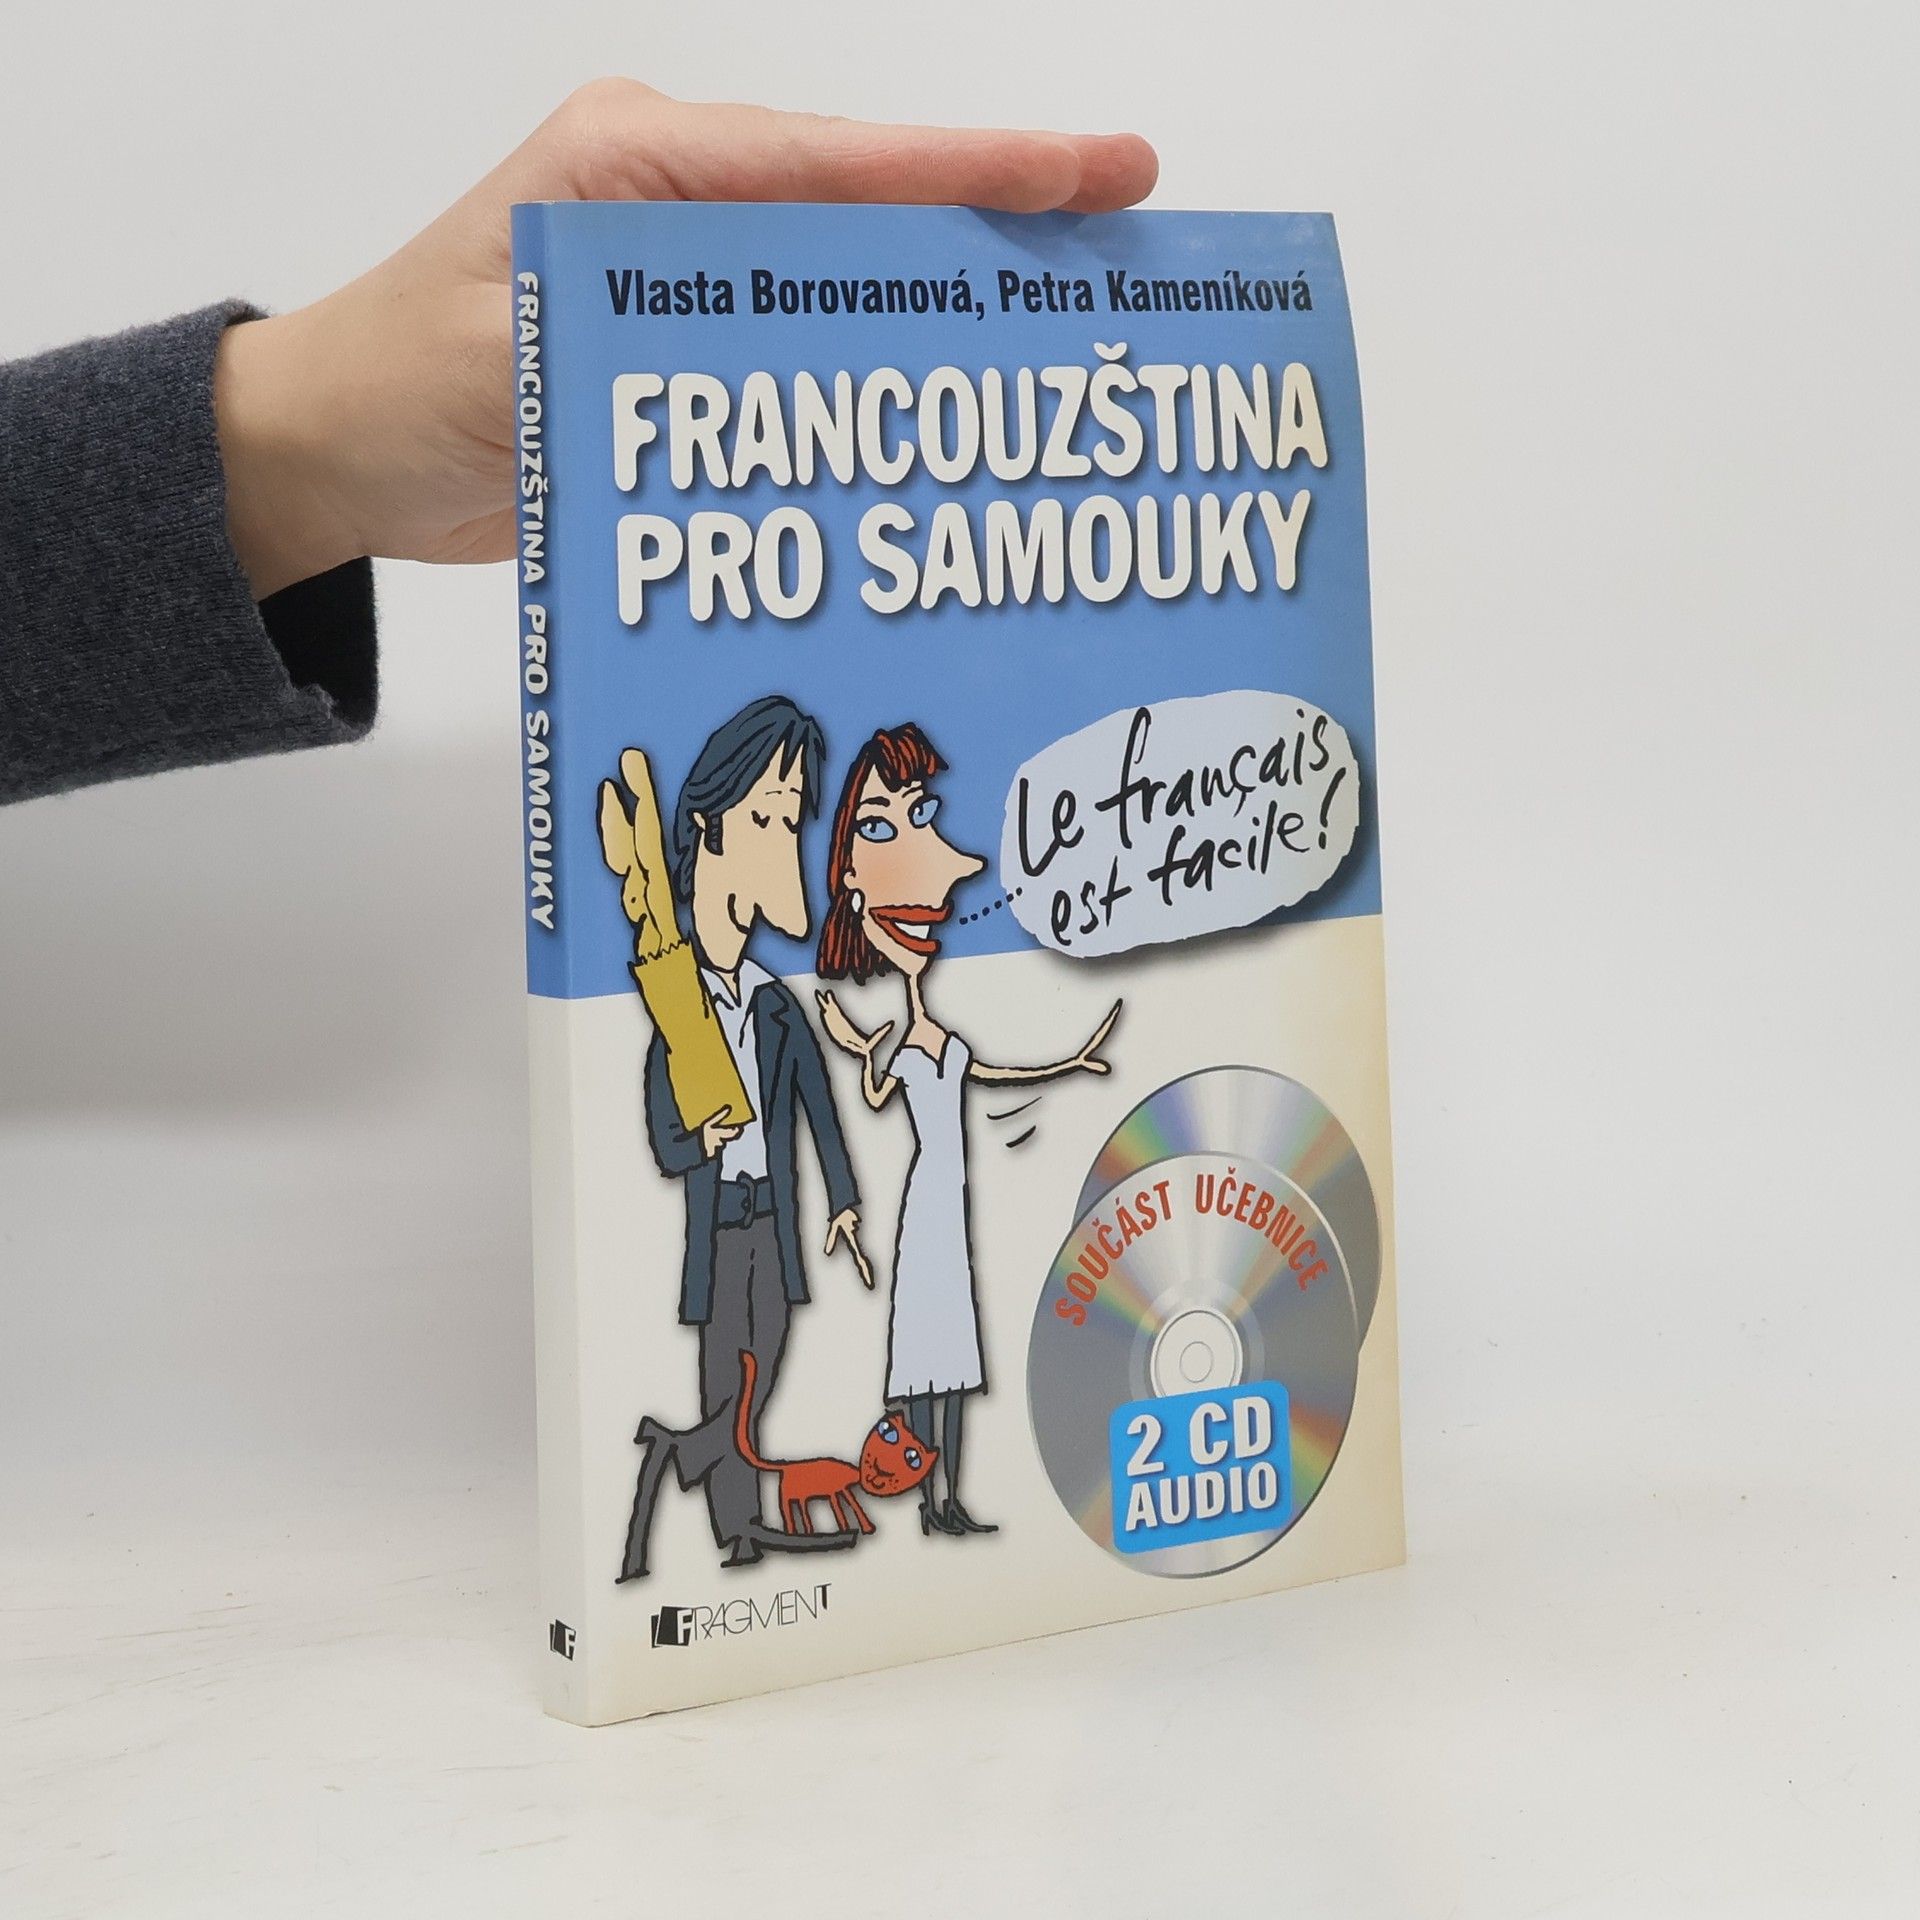 Vlasta Borovanová, Petra Kameníková
FRANCOUZŠTINA
PRO SAMOUKY
Le français
est facile!
SOUČÁST UČEBNICE
2 CD
AUDIO
FRAGMENT
FRANCOUZŠTINA PRO SAMOUKY
F